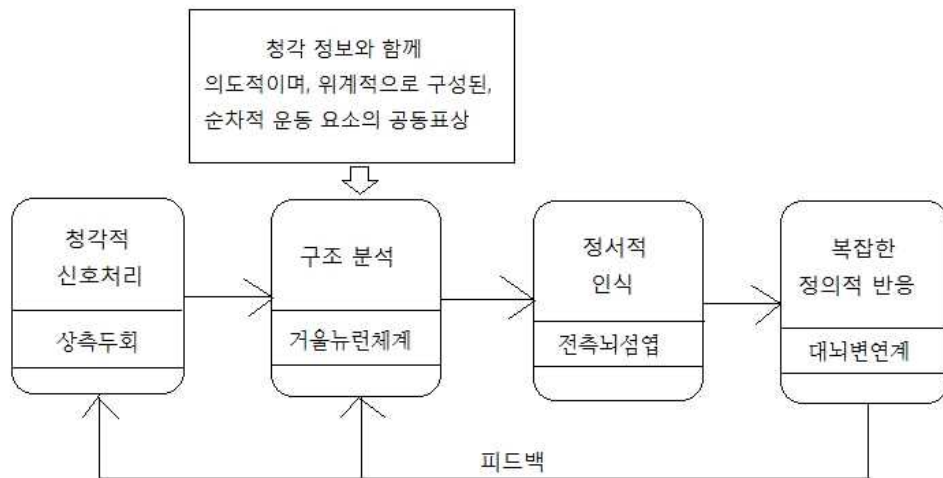 청각 정보와 함께
의도적이며, 위계적으로 구성된,
순차적 운동 요소의 공동표상
청각적
신호처리
상측두회
구조 분석
거울뉴런체계
정서적
인식
전측뇌섬엽
복잡한
정의적 반응
대뇌변연계
피드백